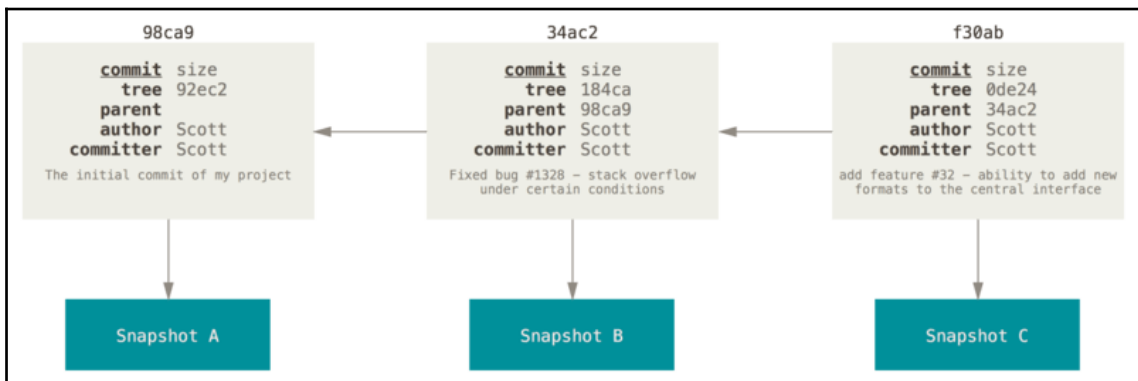 98ca9
commit size
tree 92ec2
parent
author Scott
committer Scott
The initial commit of my project
34ac2
commit size
tree 184ca
parent 98ca9
author Scott
committer Scott
Fixed bug #1328 – stack overflow
under certain conditions
f30ab
commit size
tree 0de24
parent 34ac2
author Scott
committer Scott
add feature #32 – ability to add new
formats to the central interface
Snapshot A
Snapshot B
Snapshot C